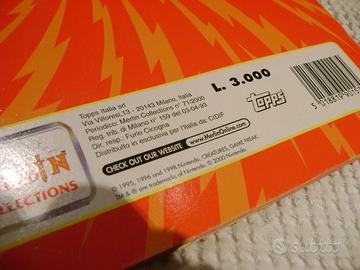 Topps Italia srl
Via Villoresi, 13 - 20143 Milano, Italia
Periodico: Merlin Collections n° 71/2000
Reg. trib. di Milano n° 159 del 03-04-93
Dir. resp.: Furio Cicogna
Distribuito in esclusiva per l'Italia da: C/DIF
L. 3.000
Topps
CHECK OUT OUR WEBSITE
www.MerlinOnline.com
© 1995, 1996 and 1998 Nintendo, CREATURES, GAME FREAK.
TM & ® are trademarks of Nintendo. © 2000 Nintendo.
COLLECTIONS
subito